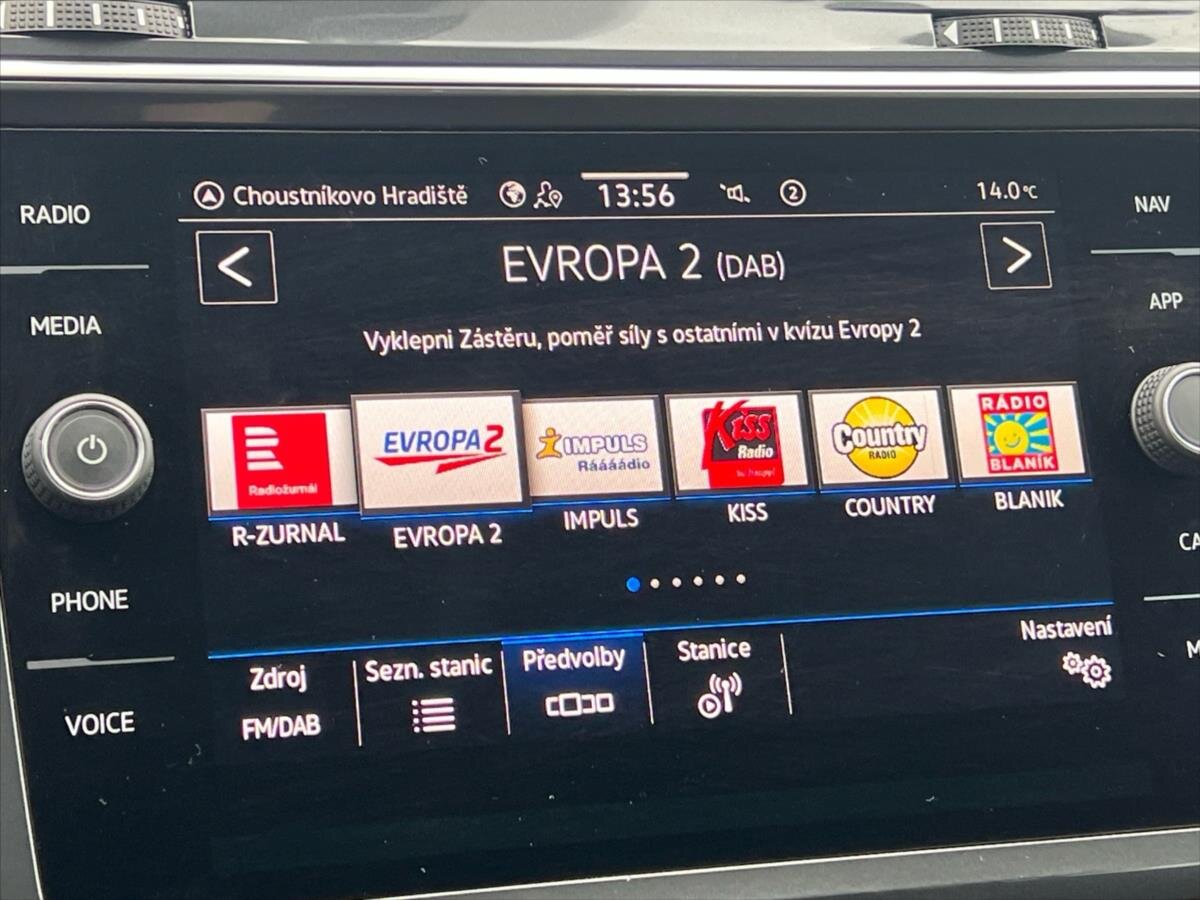 Choustníkovo Hradiště 13:56 2 14.0°C
RADIO
NAV
EVROPA 2 (DAB)
MEDIA
APP
Vyklepni Zástěru, poměř síly s ostatními v kvízu Evropy 2
Radiožurnál
EVROPA 2
IMPULS
Ráááádio
Kiss
Radio
Country
RADIO
RÁDIO
BLANÍK
R-ZURNAL
EVROPA 2
IMPULS
KISS
COUNTRY
BLANIK
CA
PHONE
VOICE
Zdroj
FM/DAB
Sezn. stanic
Předvolby
Stanice
Nastavení
M